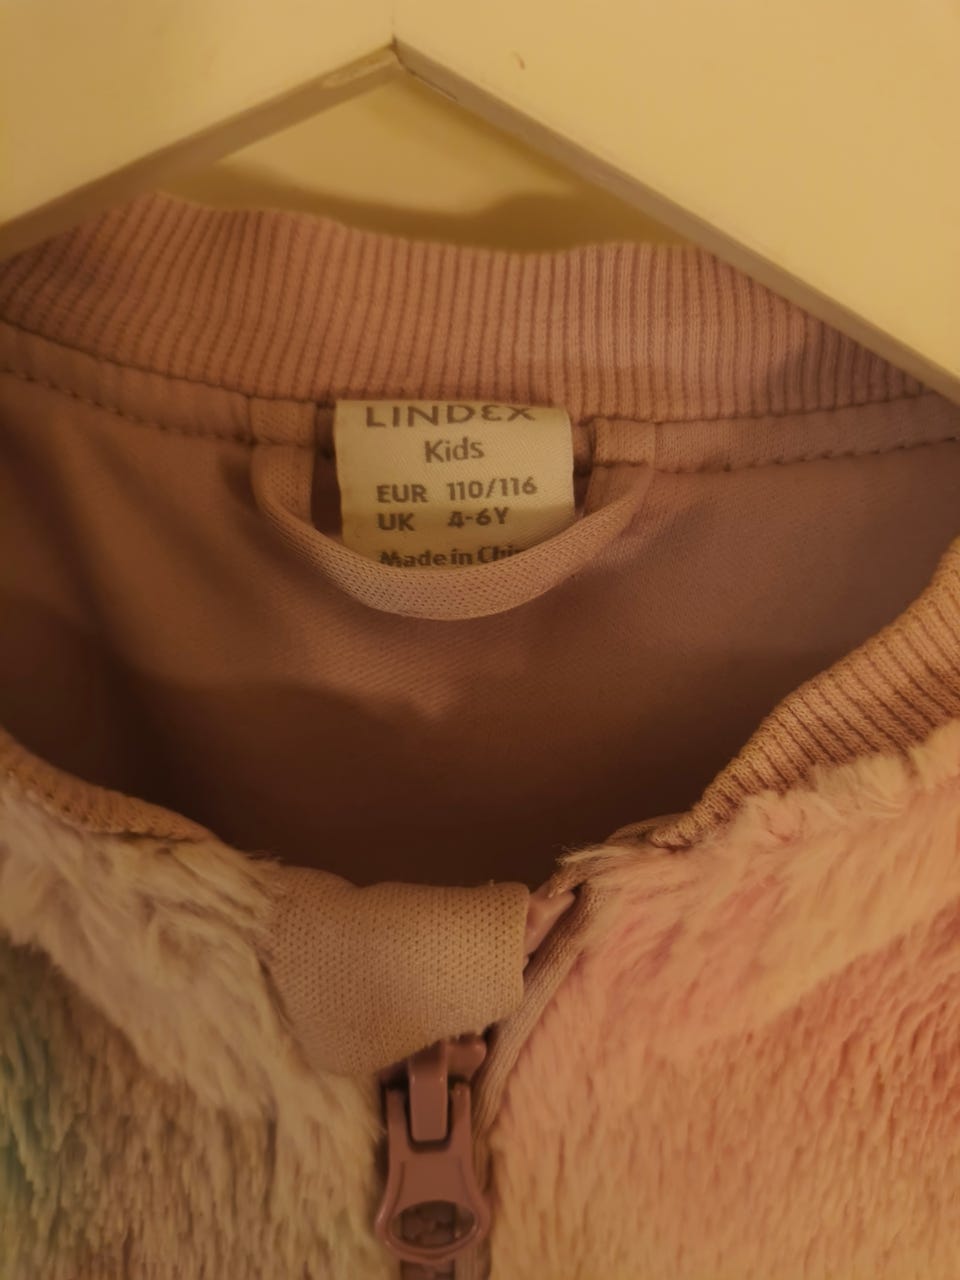 LINDEX
Kids
EUR 110/116
UK 4-6Y
Made in